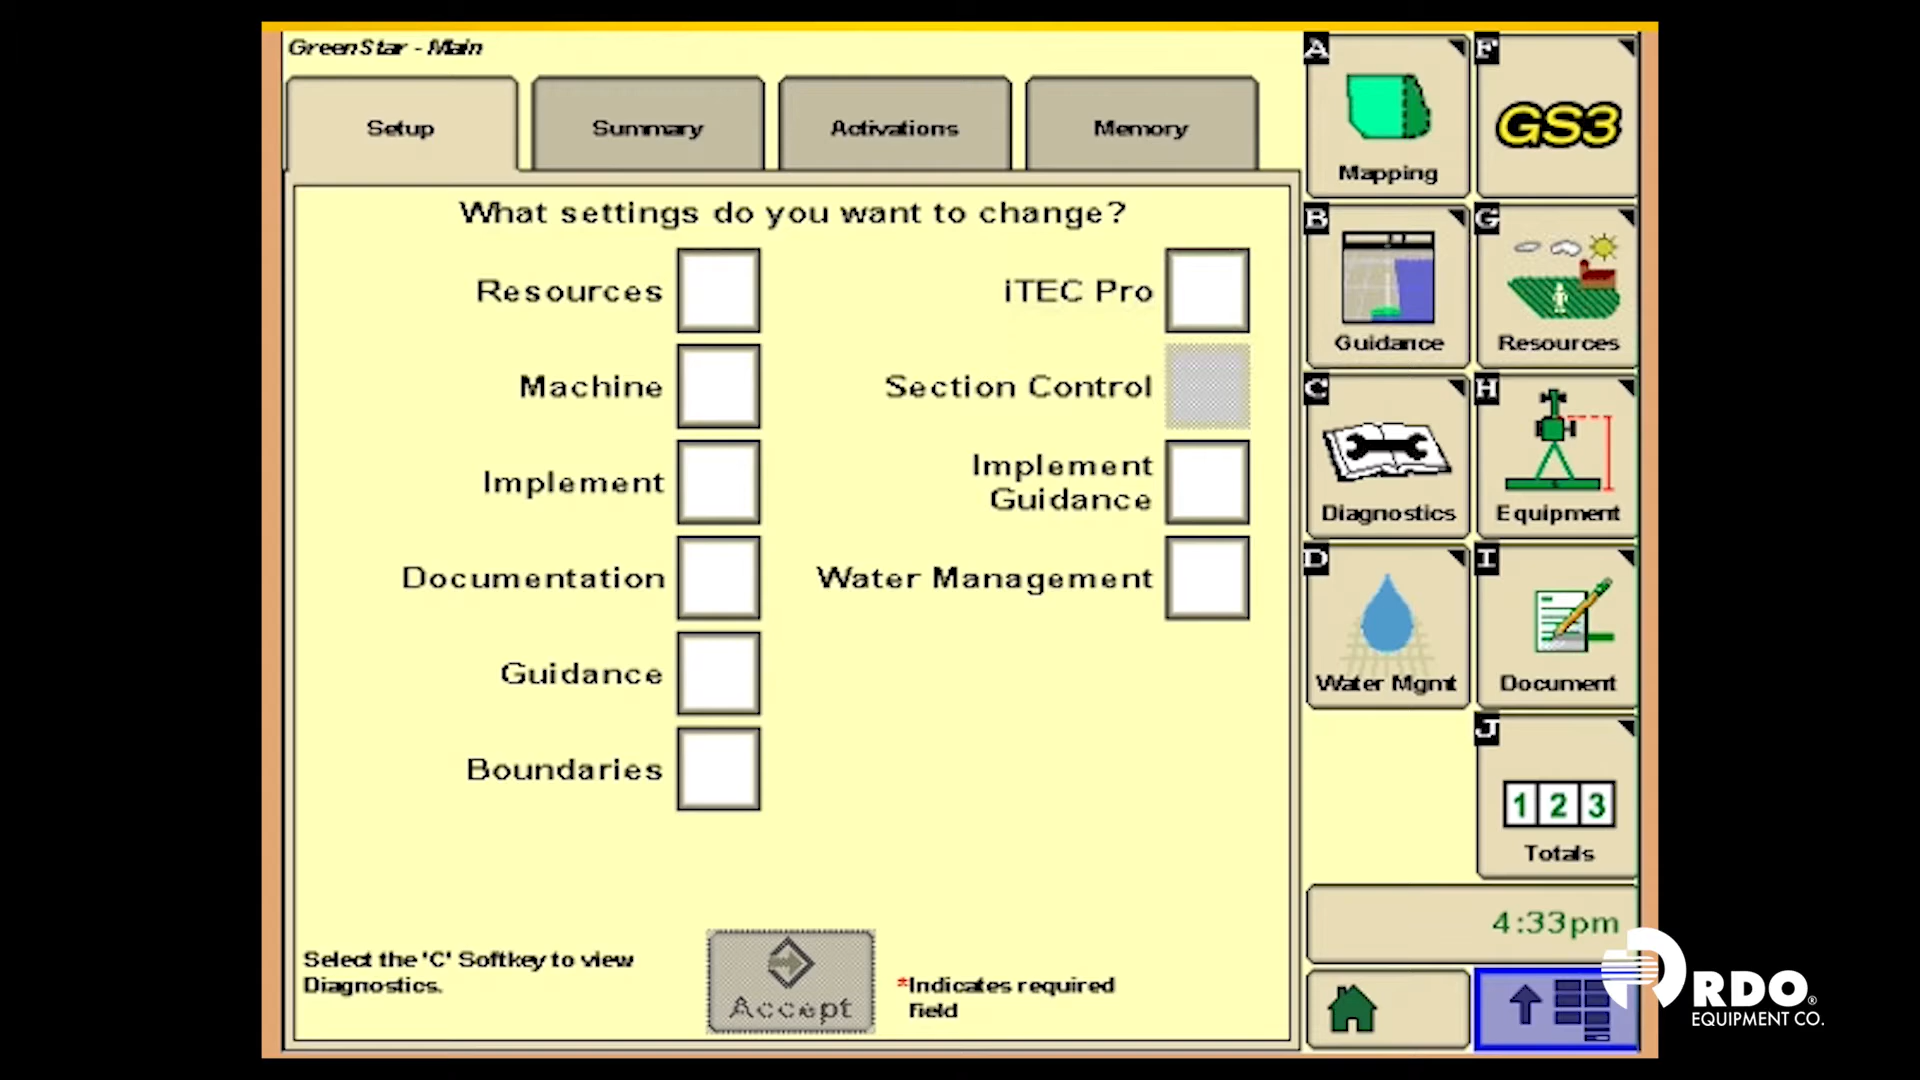 GreenStar - Main
Setup
Summary
Activations
Memory
What settings do you want to change?
Resources
iTEC Pro
Machine
Section Control
Implement
Implement
Guidance
Documentation
Water Management
Guidance
Boundaries
Select the 'C' Softkey to view
Diagnostics.
Accept
*Indicates required
field
A
Mapping
F
GS3
B
Guidance
G
Resources
C
Diagnostics
H
Equipment
D
Water Mgmt
I
Document
J
1 2 3
Totals
4:33pm
RDO®
EQUIPMENT CO.